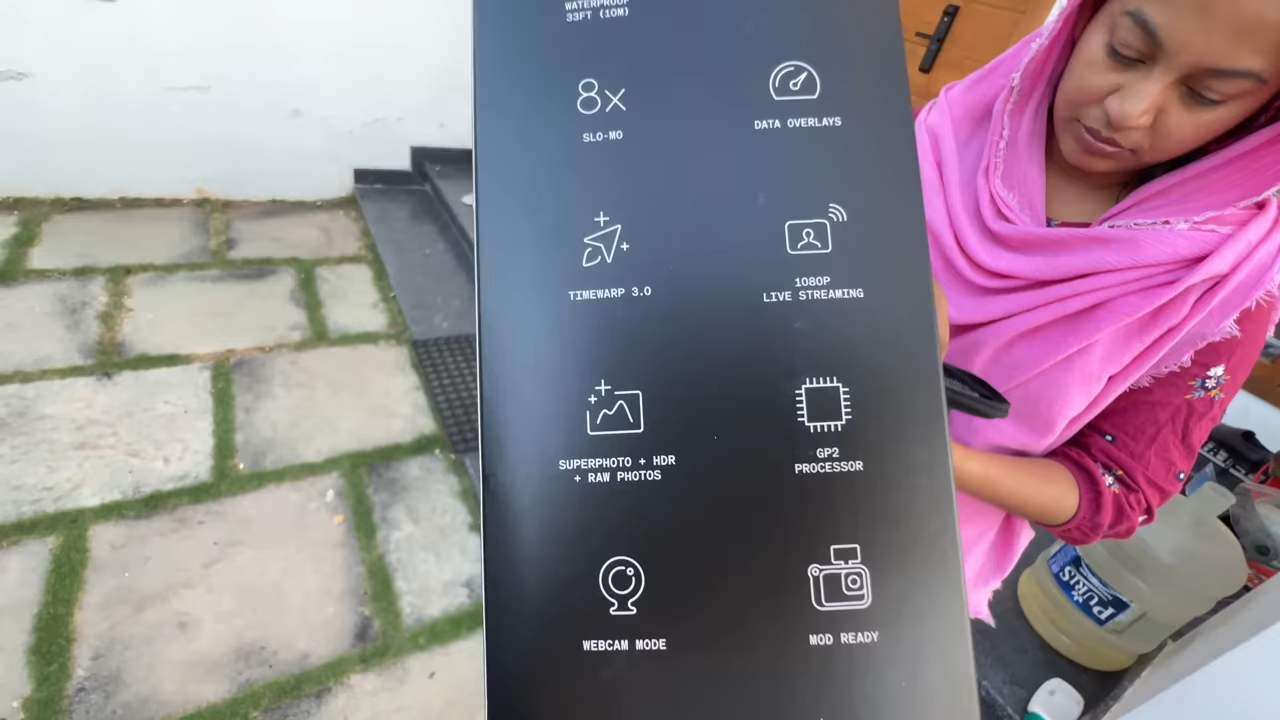 WATERPROOF
33FT (10M)
8x
SLO-MO
DATA OVERLAYS
TIMEWARP 3.0
1080P
LIVE STREAMING
SUPERPHOTO + HDR
+ RAW PHOTOS
GP2
PROCESSOR
WEBCAM MODE
MOD READY
PURIS